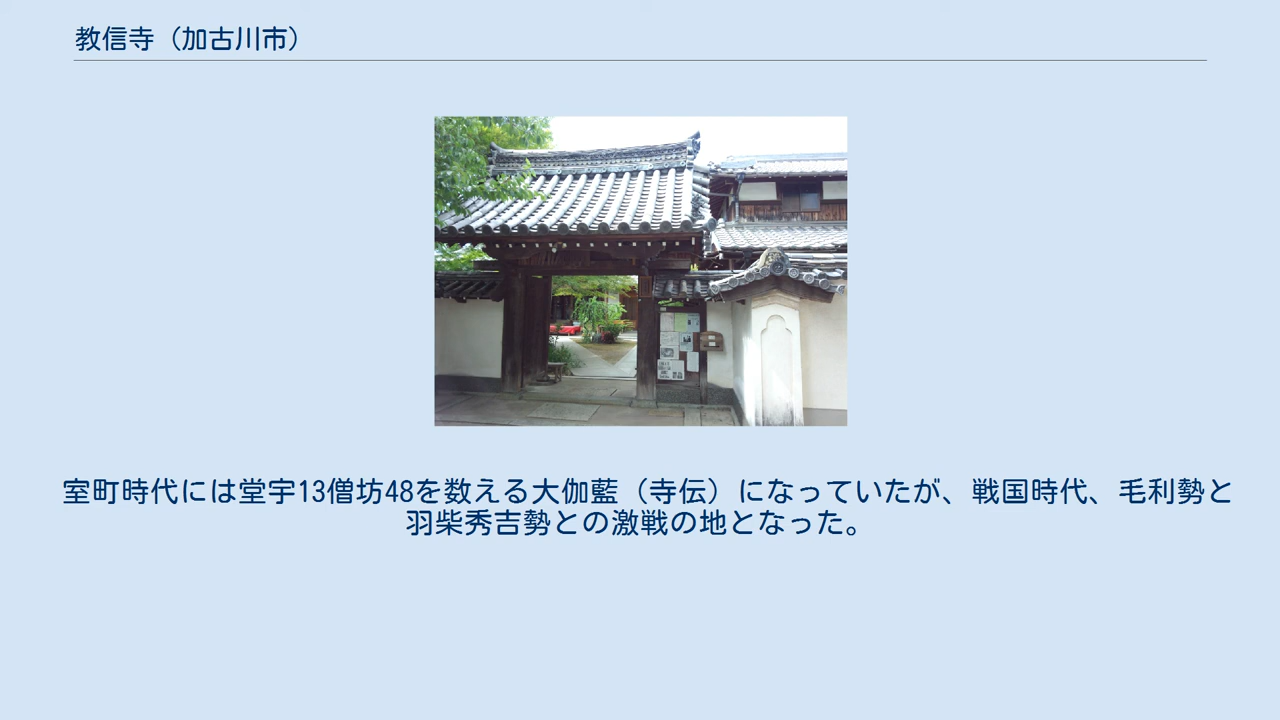 教信寺（加古川市）
室町時代には堂宇13僧坊48を数える大伽藍（寺伝）になっていたが、戦国時代、毛利勢と
羽柴秀吉勢との激戦の地となった。